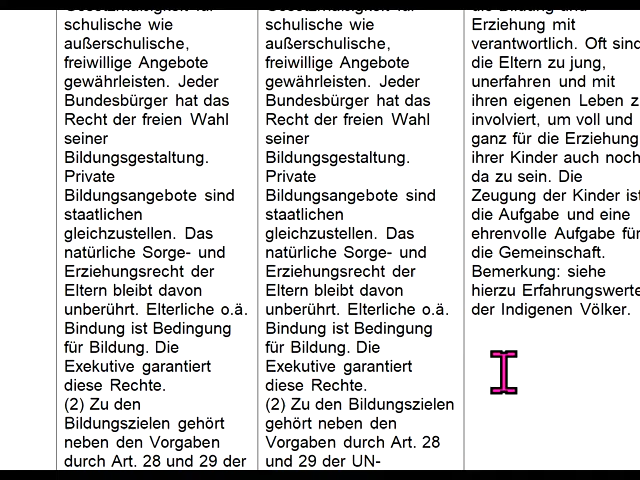 schulische wie
außerschulische,
freiwillige Angebote
gewährleisten. Jeder
Bundesbürger hat das
Recht der freien Wahl
seiner
Bildungsgestaltung.
Private
Bildungsangebote sind
staatlichen
gleichzustellen. Das
natürliche Sorge- und
Erziehungsrecht der
Eltern bleibt davon
unberührt. Elterliche o.ä.
Bindung ist Bedingung
für Bildung. Die
Exekutive garantiert
diese Rechte.
(2) Zu den
Bildungszielen gehört
neben den Vorgaben
durch Art. 28 und 29 der
schulische wie
außerschulische,
freiwillige Angebote
gewährleisten. Jeder
Bundesbürger hat das
Recht der freien Wahl
seiner
Bildungsgestaltung.
Private
Bildungsangebote sind
staatlichen
gleichzustellen. Das
natürliche Sorge- und
Erziehungsrecht der
Eltern bleibt davon
unberührt. Elterliche o.ä.
Bindung ist Bedingung
für Bildung. Die
Exekutive garantiert
diese Rechte.
(2) Zu den Bildungszielen
gehört neben den
Vorgaben durch Art. 28
und 29 der UN-
Erziehung mit
verantwortlich. Oft sind
die Eltern zu jung,
unerfahren und mit
ihren eigenen Leben z
involviert, um voll und
ganz für die Erziehung
ihrer Kinder auch noch
da zu sein. Die
Zeugung der Kinder ist
die Aufgabe und eine
ehrenvolle Aufgabe für
die Gemeinschaft.
Bemerkung: siehe
hierzu Erfahrungswerte
der Indigenen Völker.